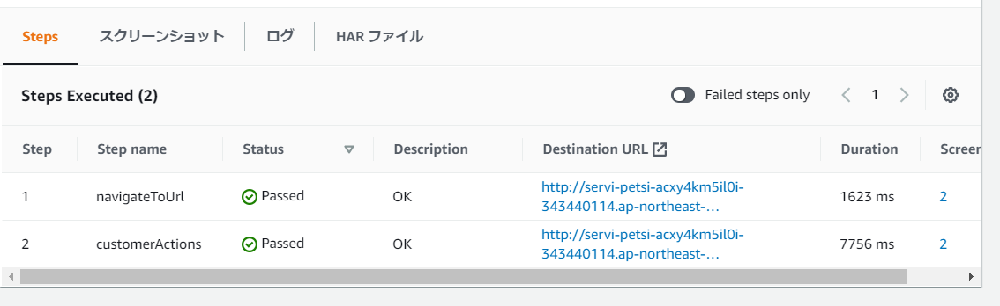 Steps スクリーンショット ログ HAR ファイル
Steps Executed (2) Failed steps only 1
Step Step name Status Description Destination URL Duration Screen
1 navigateToUrl Passed OK http://servi-petsi-acxy4km5il0i- 1623 ms 2
343440114.ap-northeast-…
2 customerActions Passed OK http://servi-petsi-acxy4km5il0i- 7756 ms 2
343440114.ap-northeast-…